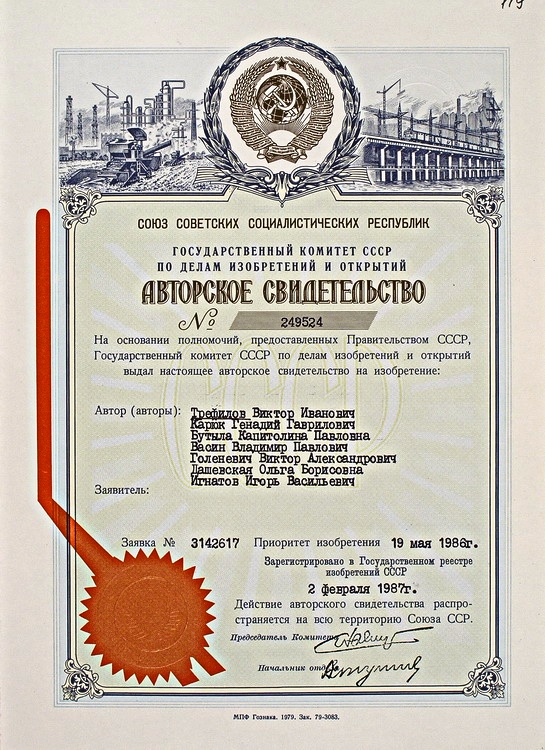 СОЮЗ СОВЕТСКИХ СОЦИАЛИСТИЧЕСКИХ РЕСПУБЛИК
ГОСУДАРСТВЕННЫЙ КОМИТЕТ СССР
ПО ДЕЛАМ ИЗОБРЕТЕНИЙ И ОТКРЫТИЙ
АВТОРСКОЕ СВИДЕТЕЛЬСТВО
№ 249524
На основании полномочий, предоставленных Правительством СССР,
Государственный комитет СССР по делам изобретений и открытий
выдал настоящее авторское свидетельство на изобретение:
Автор (авторы): Трефилов Виктор Иванович
Карюк Генадий Гаврилович
Бутыла Капитолина Павловна
Васин Владимир Павлович
Голеневич Виктор Александрович
Дашевская Ольга Борисовна
Игнатов Игорь Васильевич
Заявитель:
Заявка № 3142617 Приоритет изобретения 19 мая 1986г.
Зарегистрировано в Государственном реестре
изобретений СССР
2 февраля 1987г.
Действие авторского свидетельства распро-
страняется на всю территорию Союза ССР.
Председатель Комитета
Начальник отдела
МПФ Гознака. 1979. Зак. 79-3083.